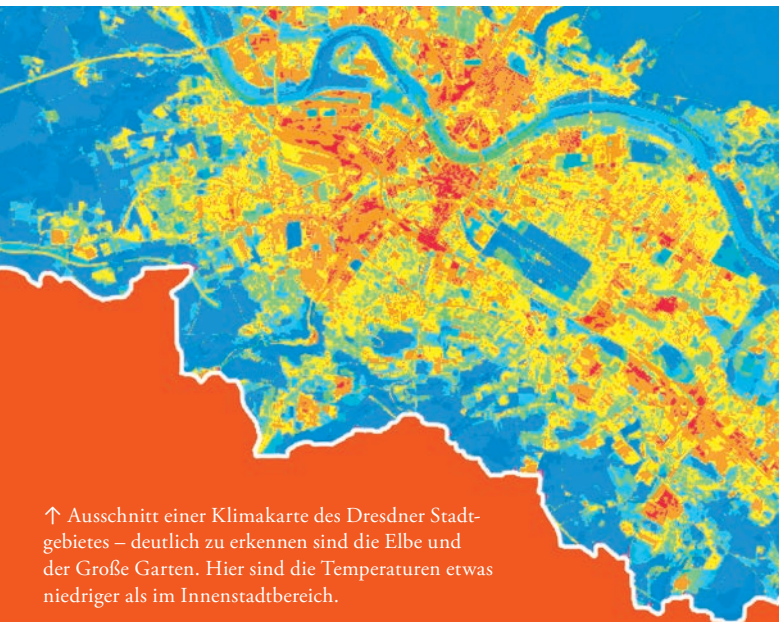 ↑ Ausschnitt einer Klimakarte des Dresdner Stadt-
gebietes – deutlich zu erkennen sind die Elbe und
der Große Garten. Hier sind die Temperaturen etwas
niedriger als im Innenstadtbereich.